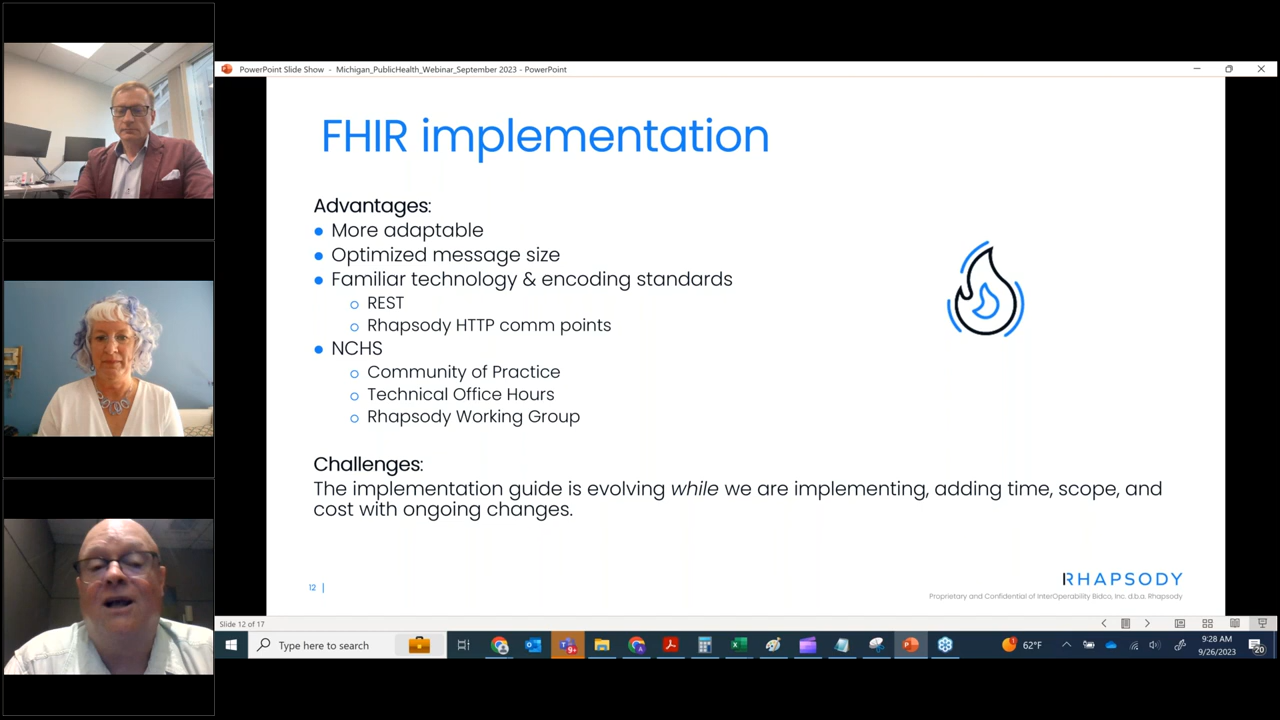 PowerPoint Slide Show - Michigan_PublicHealth_Webinar_September 2023 - PowerPoint
FHIR implementation
Advantages:
More adaptable
Optimized message size
Familiar technology & encoding standards
REST
Rhapsody HTTP comm points
NCHS
Community of Practice
Technical Office Hours
Rhapsody Working Group
Challenges:
The implementation guide is evolving while we are implementing, adding time, scope, and
cost with ongoing changes.
12 |
RHAPSODY
Proprietary and Confidential of InterOperability Bidco, Inc. d.b.a. Rhapsody
Slide 12 of 17
Type here to search
9+
62°F
9:28 AM
9/26/2023
20